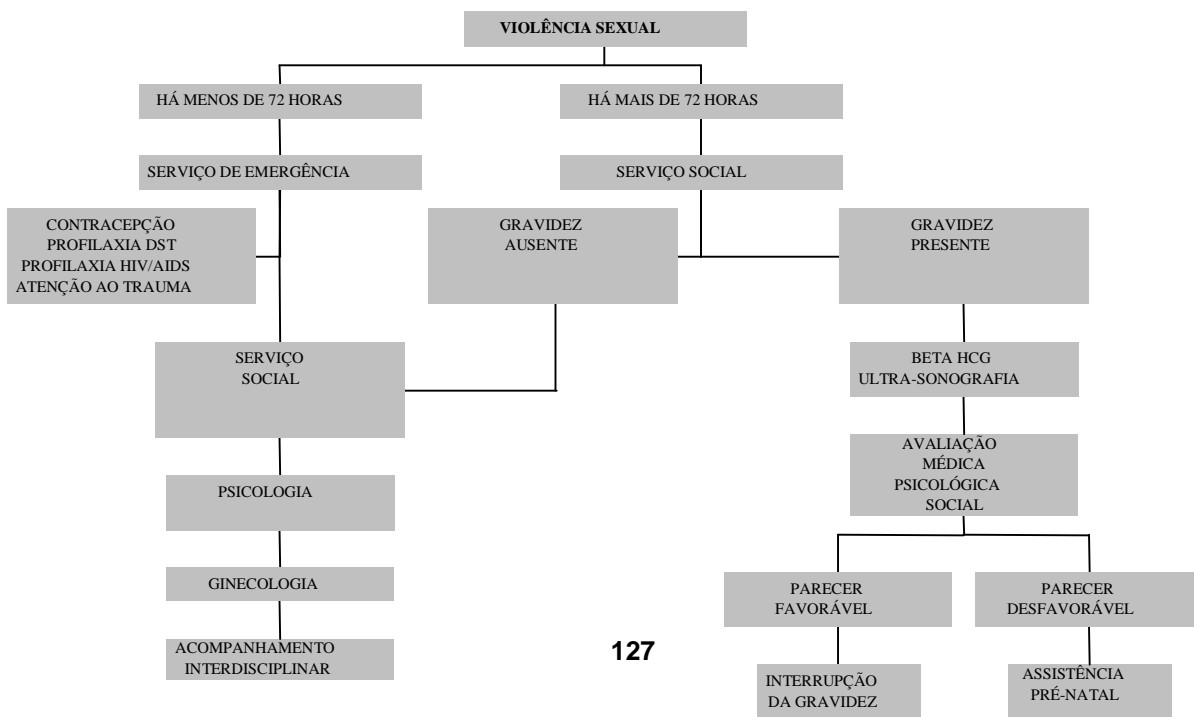 VIOLÊNCIA SEXUAL
HÁ MENOS DE 72 HORAS
HÁ MAIS DE 72 HORAS
SERVIÇO DE EMERGÊNCIA
SERVIÇO SOCIAL
CONTRACEPÇÃO
PROFILAXIA DST
PROFILAXIA HIV/AIDS
ATENÇÃO AO TRAUMA
GRAVIDEZ
AUSENTE
GRAVIDEZ
PRESENTE
SERVIÇO
SOCIAL
BETA HCG
ULTRA-SONOGRAFIA
AVALIAÇÃO
MÉDICA
PSICOLÓGICA
SOCIAL
PSICOLOGIA
GINECOLOGIA
PARECER
FAVORÁVEL
PARECER
DESFAVORÁVEL
ACOMPANHAMENTO
INTERDISCIPLINAR
127
INTERRUPÇÃO
DA GRAVIDEZ
ASSISTÊNCIA
PRÉ-NATAL